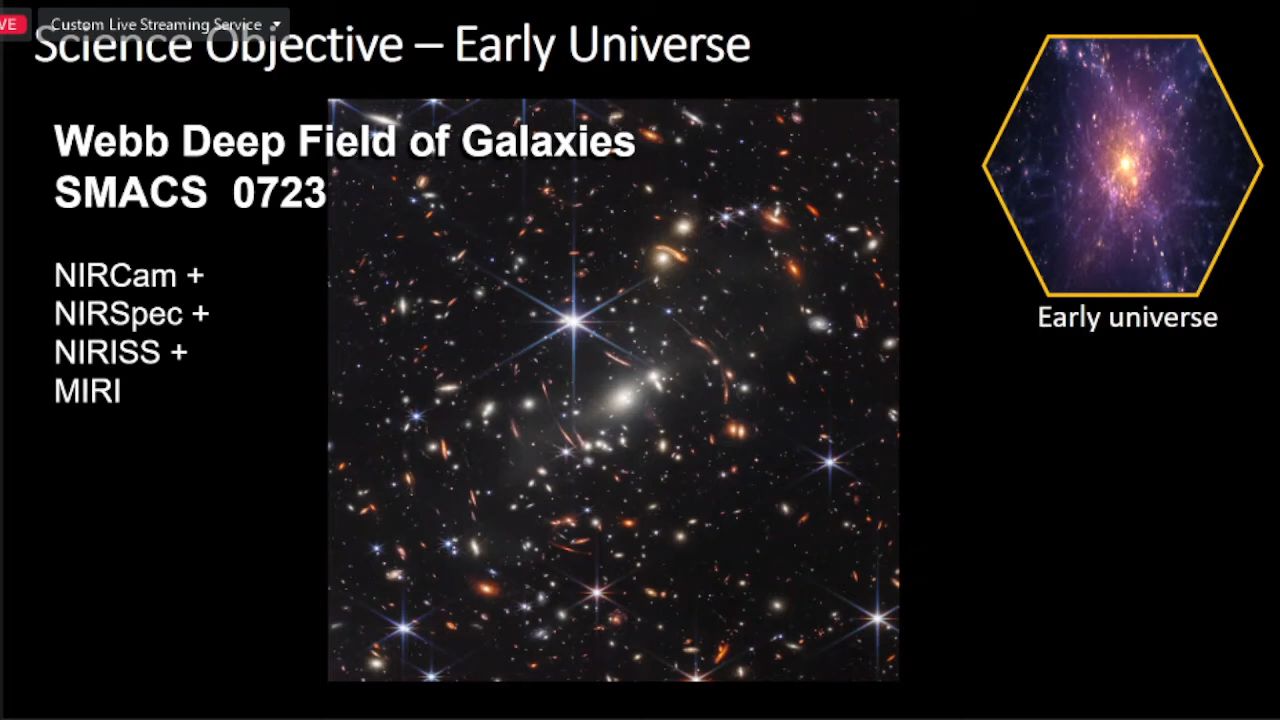 VE
Custom Live Streaming Service
Science Objective – Early Universe
Webb Deep Field of Galaxies
SMACS 0723
NIRCam +
NIRSpec +
NIRISS +
MIRI
Early universe